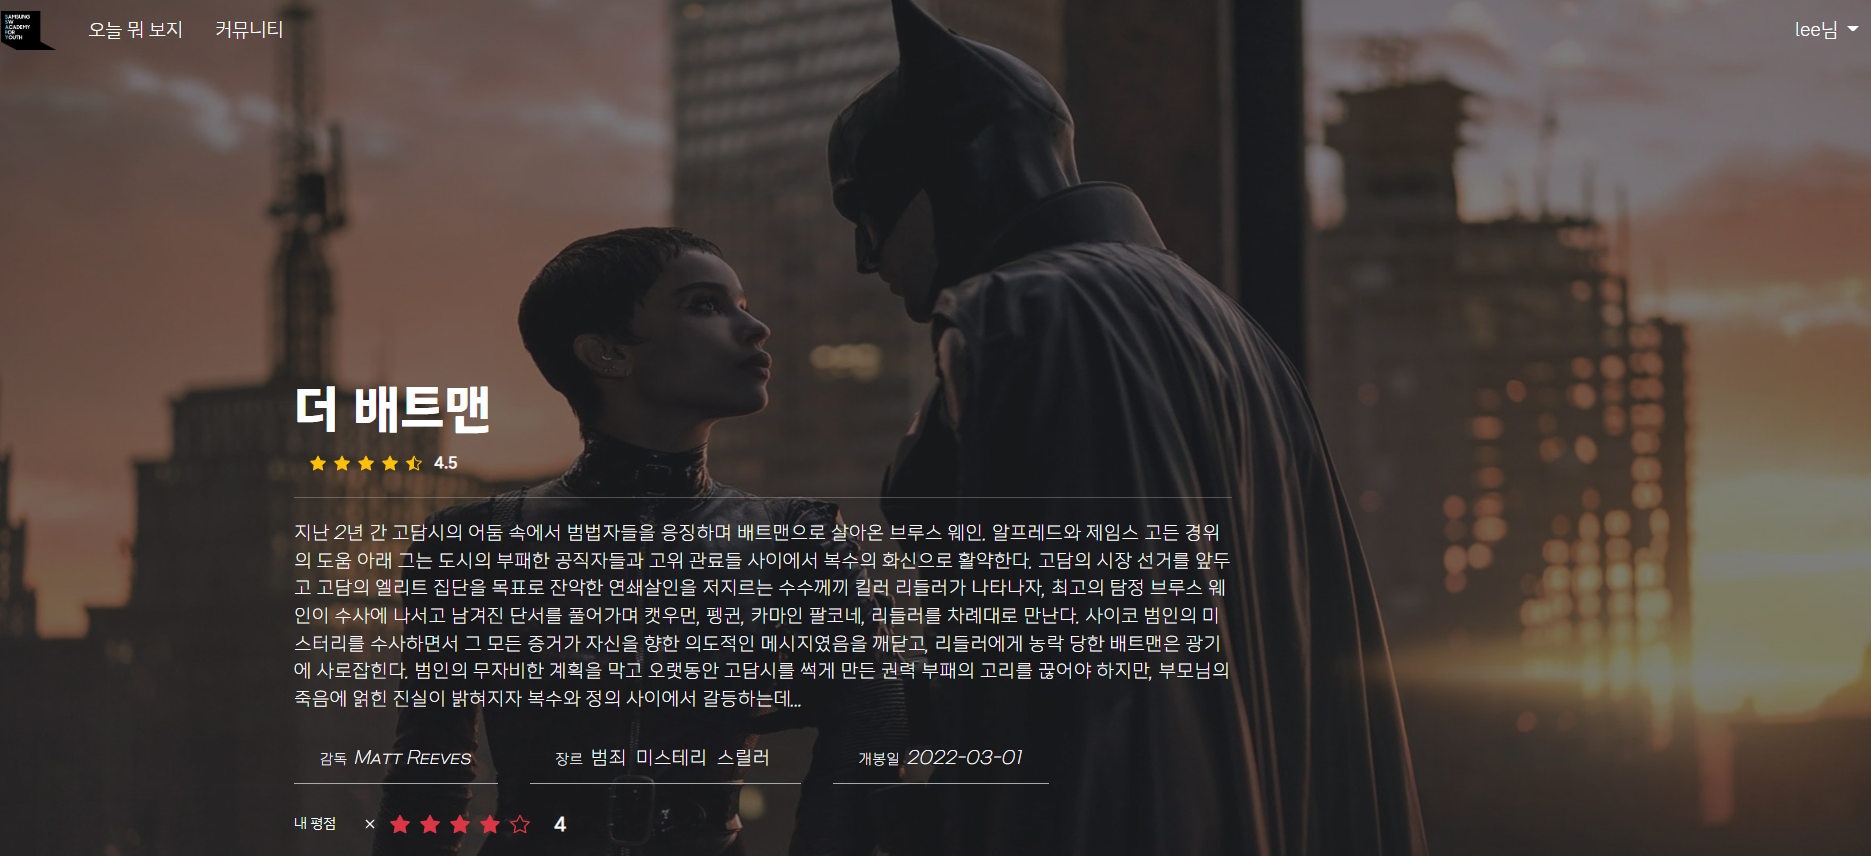 SAMSUNG
SW
ACADEMY
FOR
YOUTH
오늘 뭐 보지 커뮤니티 lee님
더 배트맨
4.5
지난 2년 간 고담시의 어둠 속에서 범법자들을 응징하며 배트맨으로 살아온 브루스 웨인. 알프레드와 제임스 고든 경위
의 도움 아래 그는 도시의 부패한 공직자들과 고위 관료들 사이에서 복수의 화신으로 활약한다. 고담의 시장 선거를 앞두
고 고담의 엘리트 집단을 목표로 잔악한 연쇄살인을 저지르는 수수께끼 킬러 리들러가 나타나자, 최고의 탐정 브루스 웨
인이 수사에 나서고 남겨진 단서를 풀어가며 캣우먼, 펭귄, 카마인 팔코네, 리들러를 차례대로 만난다. 사이코 범인의 미
스터리를 수사하면서 그 모든 증거가 자신을 향한 의도적인 메시지였음을 깨닫고, 리들러에게 농락 당한 배트맨은 광기
에 사로잡힌다. 범인의 무자비한 계획을 막고 오랫동안 고담시를 썩게 만든 권력 부패의 고리를 끊어야 하지만, 부모님의
죽음에 얽힌 진실이 밝혀지자 복수와 정의 사이에서 갈등하는데...
감독 MATT REEVES 장르 범죄 미스테리 스릴러 개봉일 2022-03-01
내 평점 × 4